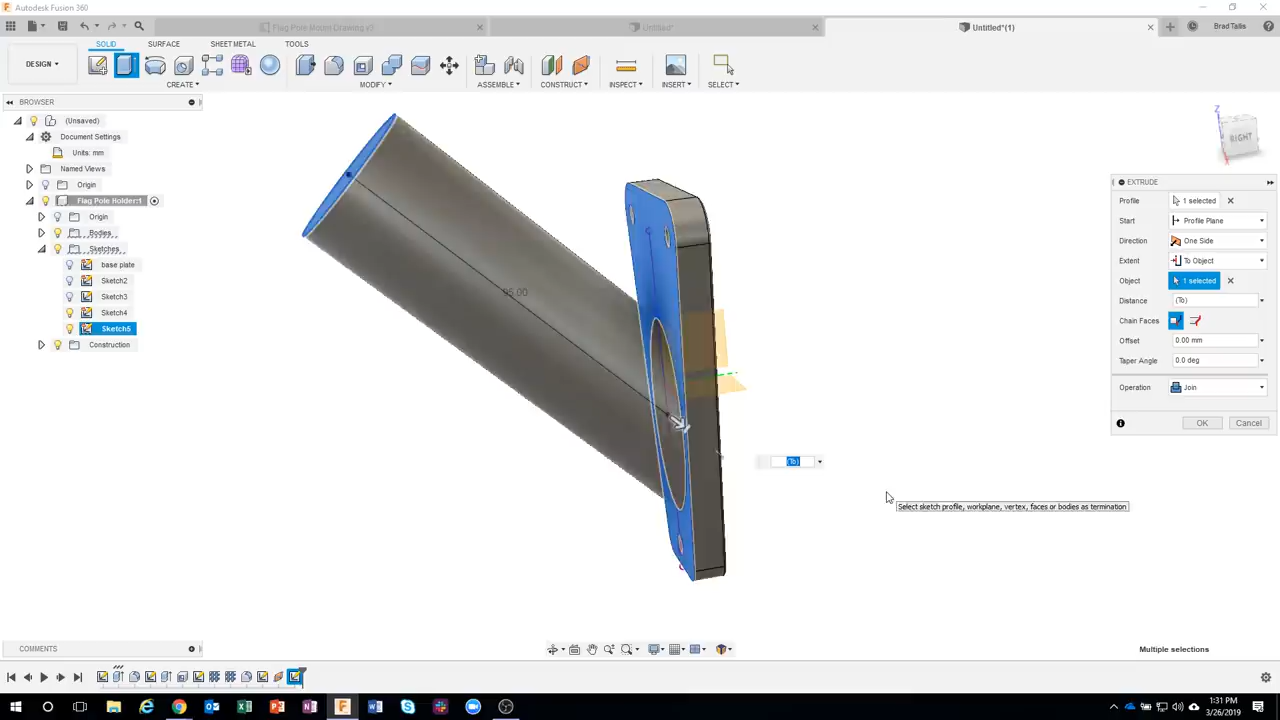 Autodesk Fusion 360
Flag Pole Mount Drawing v3
Untitled*
Untitled*(1)
Brad Tallis
SOLID SURFACE SHEET METAL TOOLS
DESIGN
CREATE MODIFY ASSEMBLE CONSTRUCT INSPECT INSERT SELECT
BROWSER
(Unsaved)
Document Settings
Units: mm
Named Views
Origin
Flag Pole Holder:1
Origin
Bodies
Sketches
base plate
Sketch2
Sketch3
Sketch4
Sketch5
Construction
95.00
(To)
Select sketch profile, workplane, vertex, faces or bodies as termination
Z
RIGHT
EXTRUDE
Profile 1 selected
Start Profile Plane
Direction One Side
Extent To Object
Object 1 selected
Distance (To)
Chain Faces
Offset 0.00 mm
Taper Angle 0.0 deg
Operation Join
OK Cancel
COMMENTS
Multiple selections
1:31 PM
3/26/2019